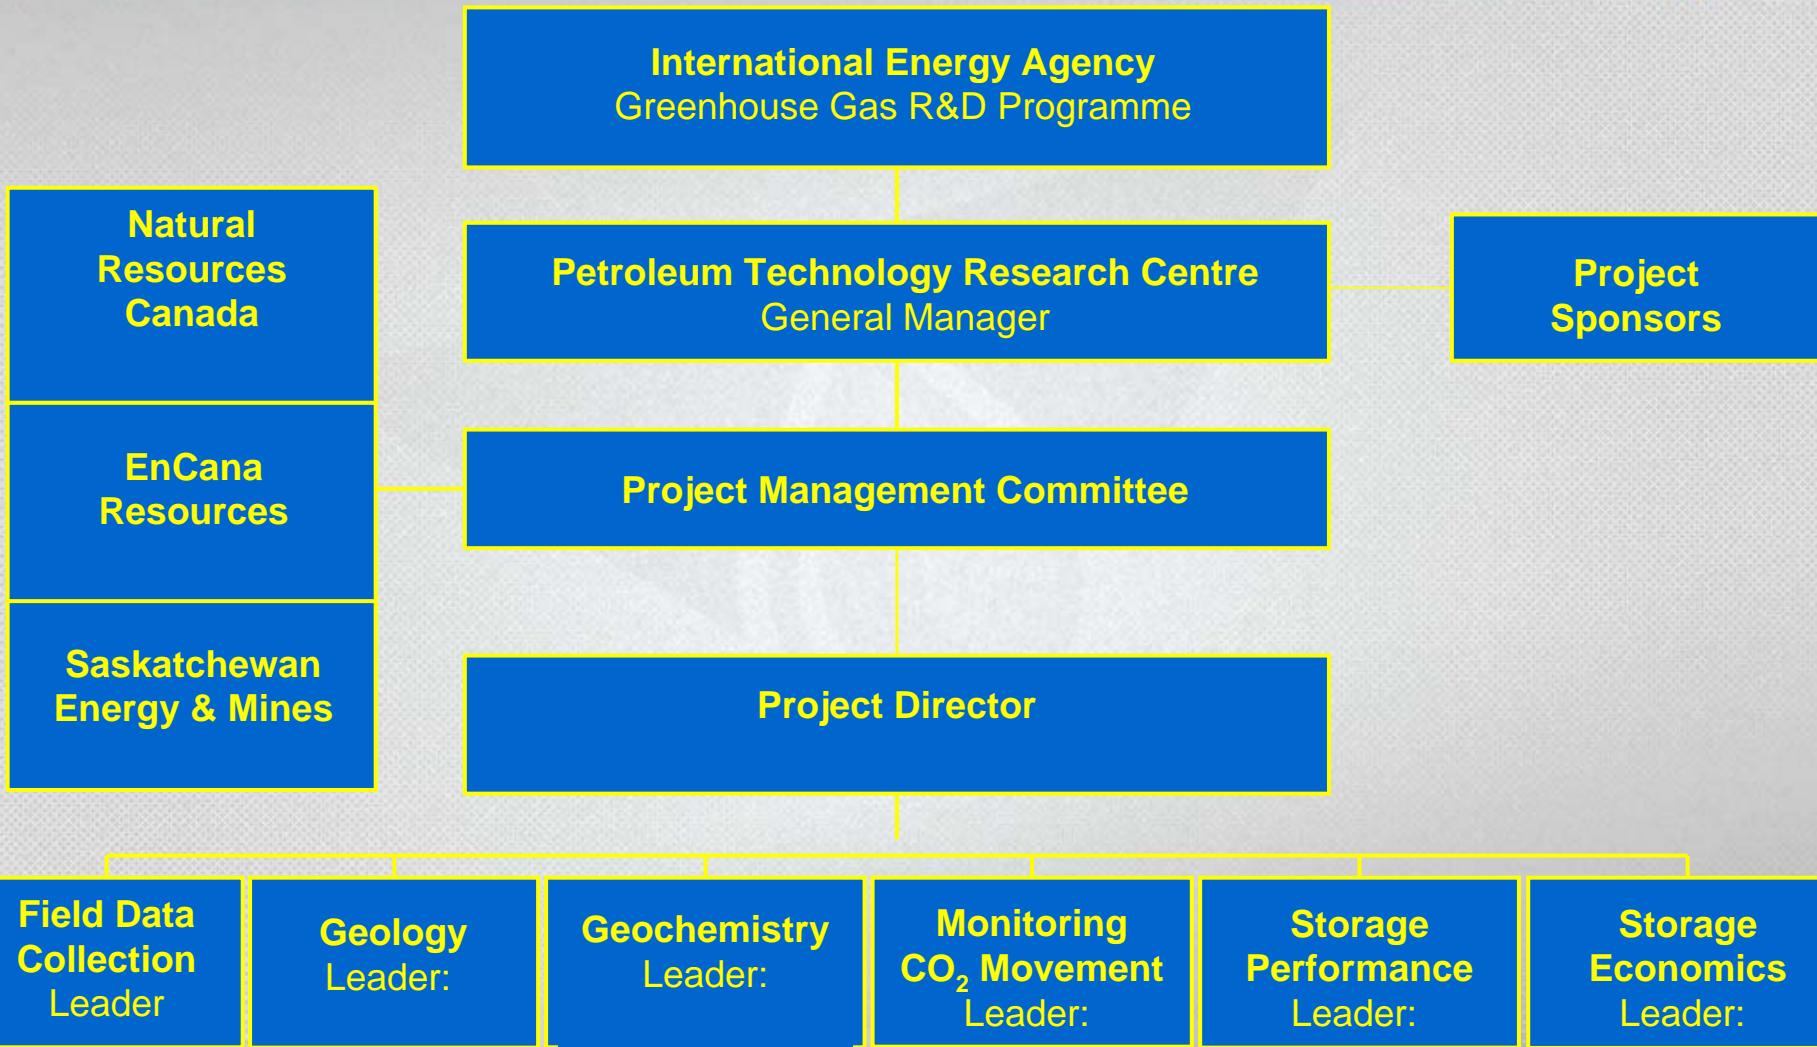 International Energy Agency
Greenhouse Gas R&D Programme
Natural
Resources
Canada
Petroleum Technology Research Centre
General Manager
Project
Sponsors
EnCana
Resources
Project Management Committee
Saskatchewan
Energy & Mines
Project Director
Field Data
Collection
Leader
Geology
Leader:
Geochemistry
Leader:
Monitoring
CO₂ Movement
Leader:
Storage
Performance
Leader:
Storage
Economics
Leader: